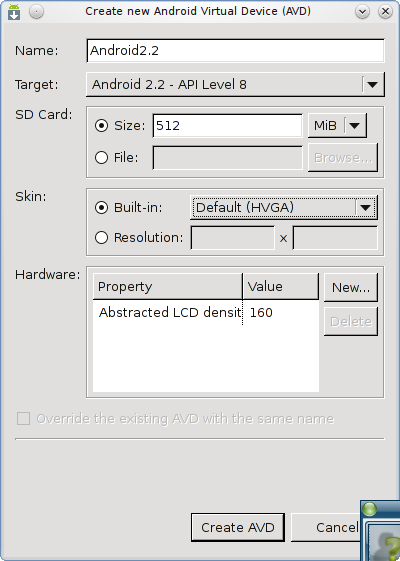 Create new Android Virtual Device (AVD)
Name: Android2.2
Target: Android 2.2 - API Level 8
SD Card:
Size: 512 MiB
File: Browse...
Skin:
Built-in: Default (HVGA)
Resolution: x
Hardware:
Property Value New...
Abstracted LCD densit 160
Delete
Override the existing AVD with the same name
Create AVD Cancel